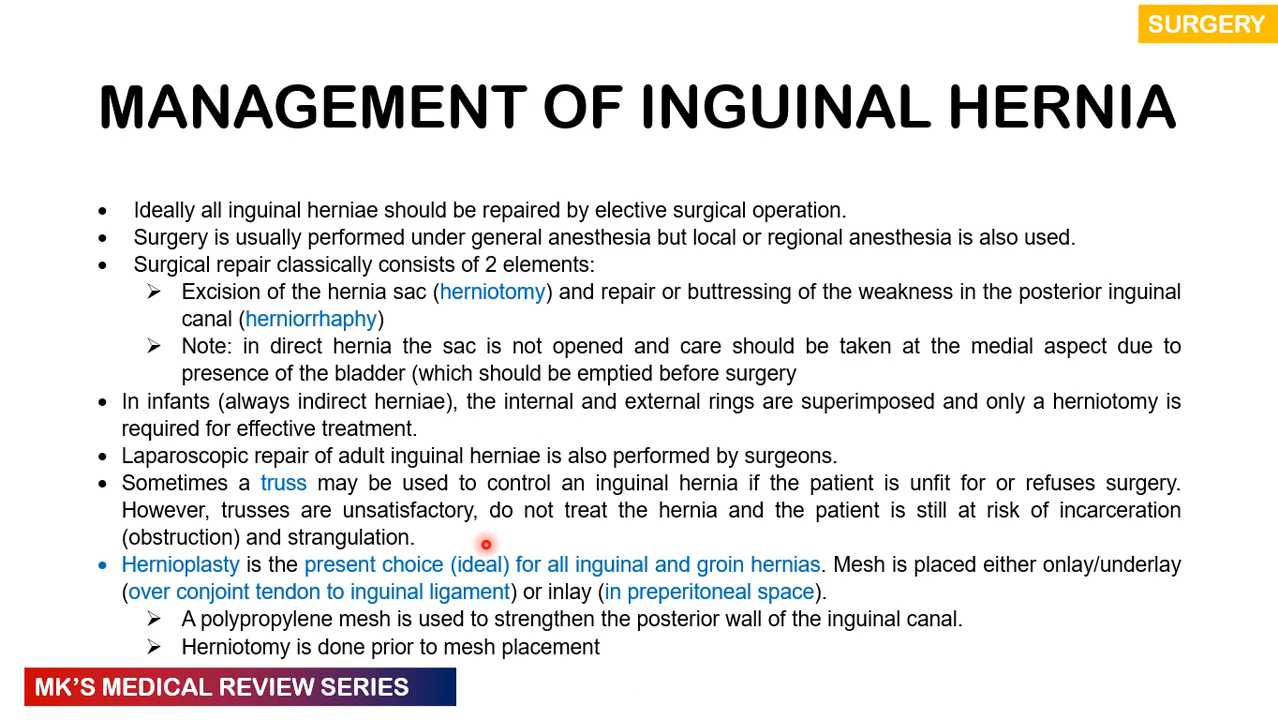 SURGERY
MANAGEMENT OF INGUINAL HERNIA
• Ideally all inguinal herniae should be repaired by elective surgical operation.
• Surgery is usually performed under general anesthesia but local or regional anesthesia is also used.
• Surgical repair classically consists of 2 elements:
➢ Excision of the hernia sac (herniotomy) and repair or buttressing of the weakness in the posterior inguinal
canal (herniorrhaphy)
➢ Note: in direct hernia the sac is not opened and care should be taken at the medial aspect due to
presence of the bladder (which should be emptied before surgery
• In infants (always indirect herniae), the internal and external rings are superimposed and only a herniotomy is
required for effective treatment.
• Laparoscopic repair of adult inguinal herniae is also performed by surgeons.
• Sometimes a truss may be used to control an inguinal hernia if the patient is unfit for or refuses surgery.
However, trusses are unsatisfactory, do not treat the hernia and the patient is still at risk of incarceration
(obstruction) and strangulation.
• Hernioplasty is the present choice (ideal) for all inguinal and groin hernias. Mesh is placed either onlay/underlay
(over conjoint tendon to inguinal ligament) or inlay (in preperitoneal space).
➢ A polypropylene mesh is used to strengthen the posterior wall of the inguinal canal.
➢ Herniotomy is done prior to mesh placement
MK'S MEDICAL REVIEW SERIES